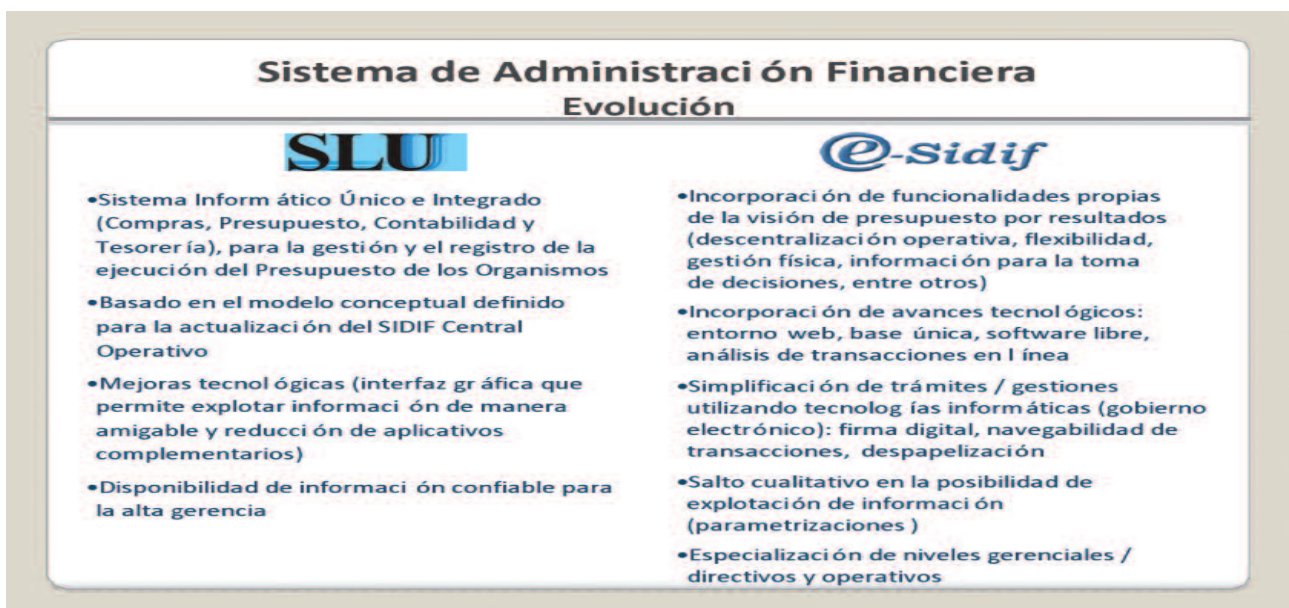 Sistema de Administraci ón Financiera
Evolución
SLU
•Sistema Inform ático Único e Integrado
(Compras, Presupuesto, Contabilidad y
Tesorer ía), para la gestión y el registro de la
ejecución del Presupuesto de los Organismos
•Basado en el modelo conceptual definido
para la actualizaci ón del SIDIF Central
Operativo
•Mejoras tecnol ógicas (interfaz gr áfica que
permite explotar informaci ón de manera
amigable y reducci ón de aplicativos
complementarios)
•Disponibilidad de informaci ón confiable para
la alta gerencia
e-Sidif
•Incorporaci ón de funcionalidades propias
de la visión de presupuesto por resultados
(descentralizaci ón operativa, flexibilidad,
gestión física, informaci ón para la toma
de decisiones, entre otros)
•Incorporaci ón de avances tecnol ógicos:
entorno web, base única, software libre,
análisis de transacciones en l ínea
•Simplificaci ón de trámites / gestiones
utilizando tecnolog ías inform áticas (gobierno
electrónico): firma digital, navegabilidad de
transacciones, despapelización
•Salto cualitativo en la posibilidad de
explotación de informaci ón
(parametrizaciones )
•Especializaci ón de niveles gerenciales /
directivos y operativos